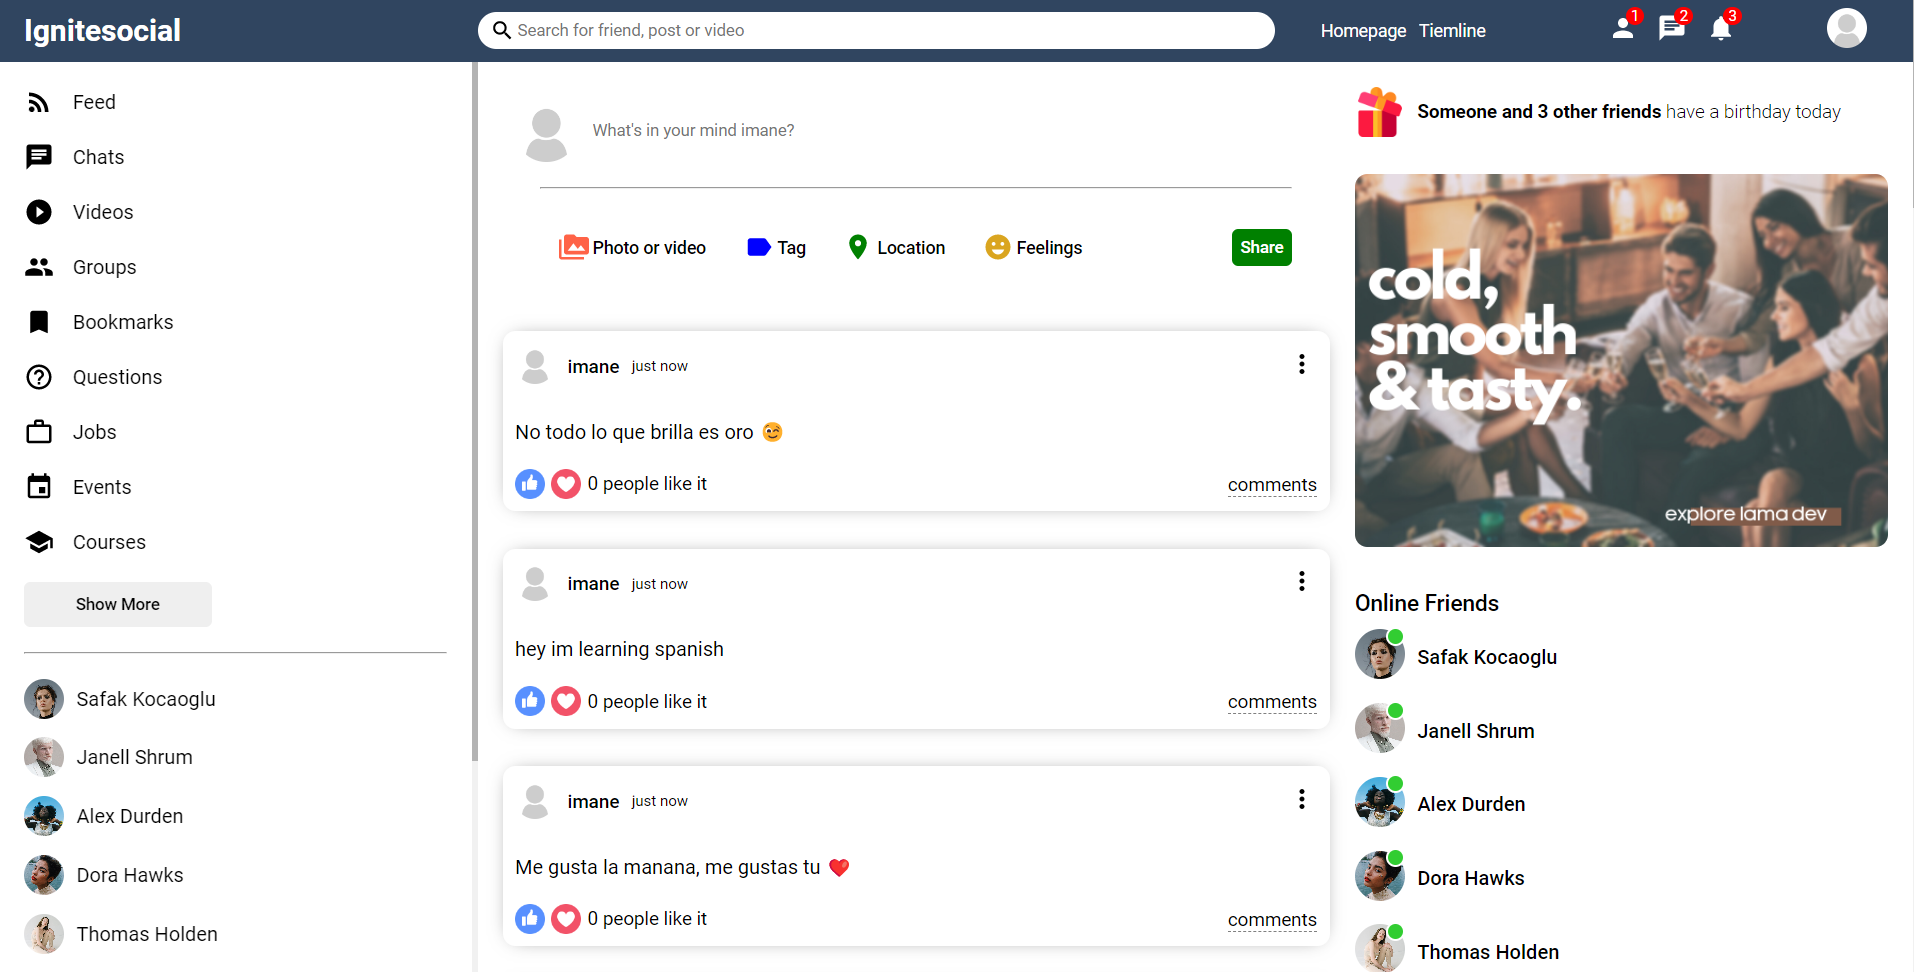 Ignitesocial
Search for friend, post or video
Homepage Tiemline
1
2
3
Feed
Chats
Videos
Groups
Bookmarks
Questions
Jobs
Events
Courses
Show More
Safak Kocaoglu
Janell Shrum
Alex Durden
Dora Hawks
Thomas Holden
What's in your mind imane?
Photo or video
Tag
Location
Feelings
Share
imane just now
No todo lo que brilla es oro 😉
0 people like it
comments
imane just now
hey im learning spanish
0 people like it
comments
imane just now
Me gusta la manana, me gustas tu ❤️
0 people like it
comments
Someone and 3 other friends have a birthday today
cold,
smooth
& tasty.
explore lama dev
Online Friends
Safak Kocaoglu
Janell Shrum
Alex Durden
Dora Hawks
Thomas Holden